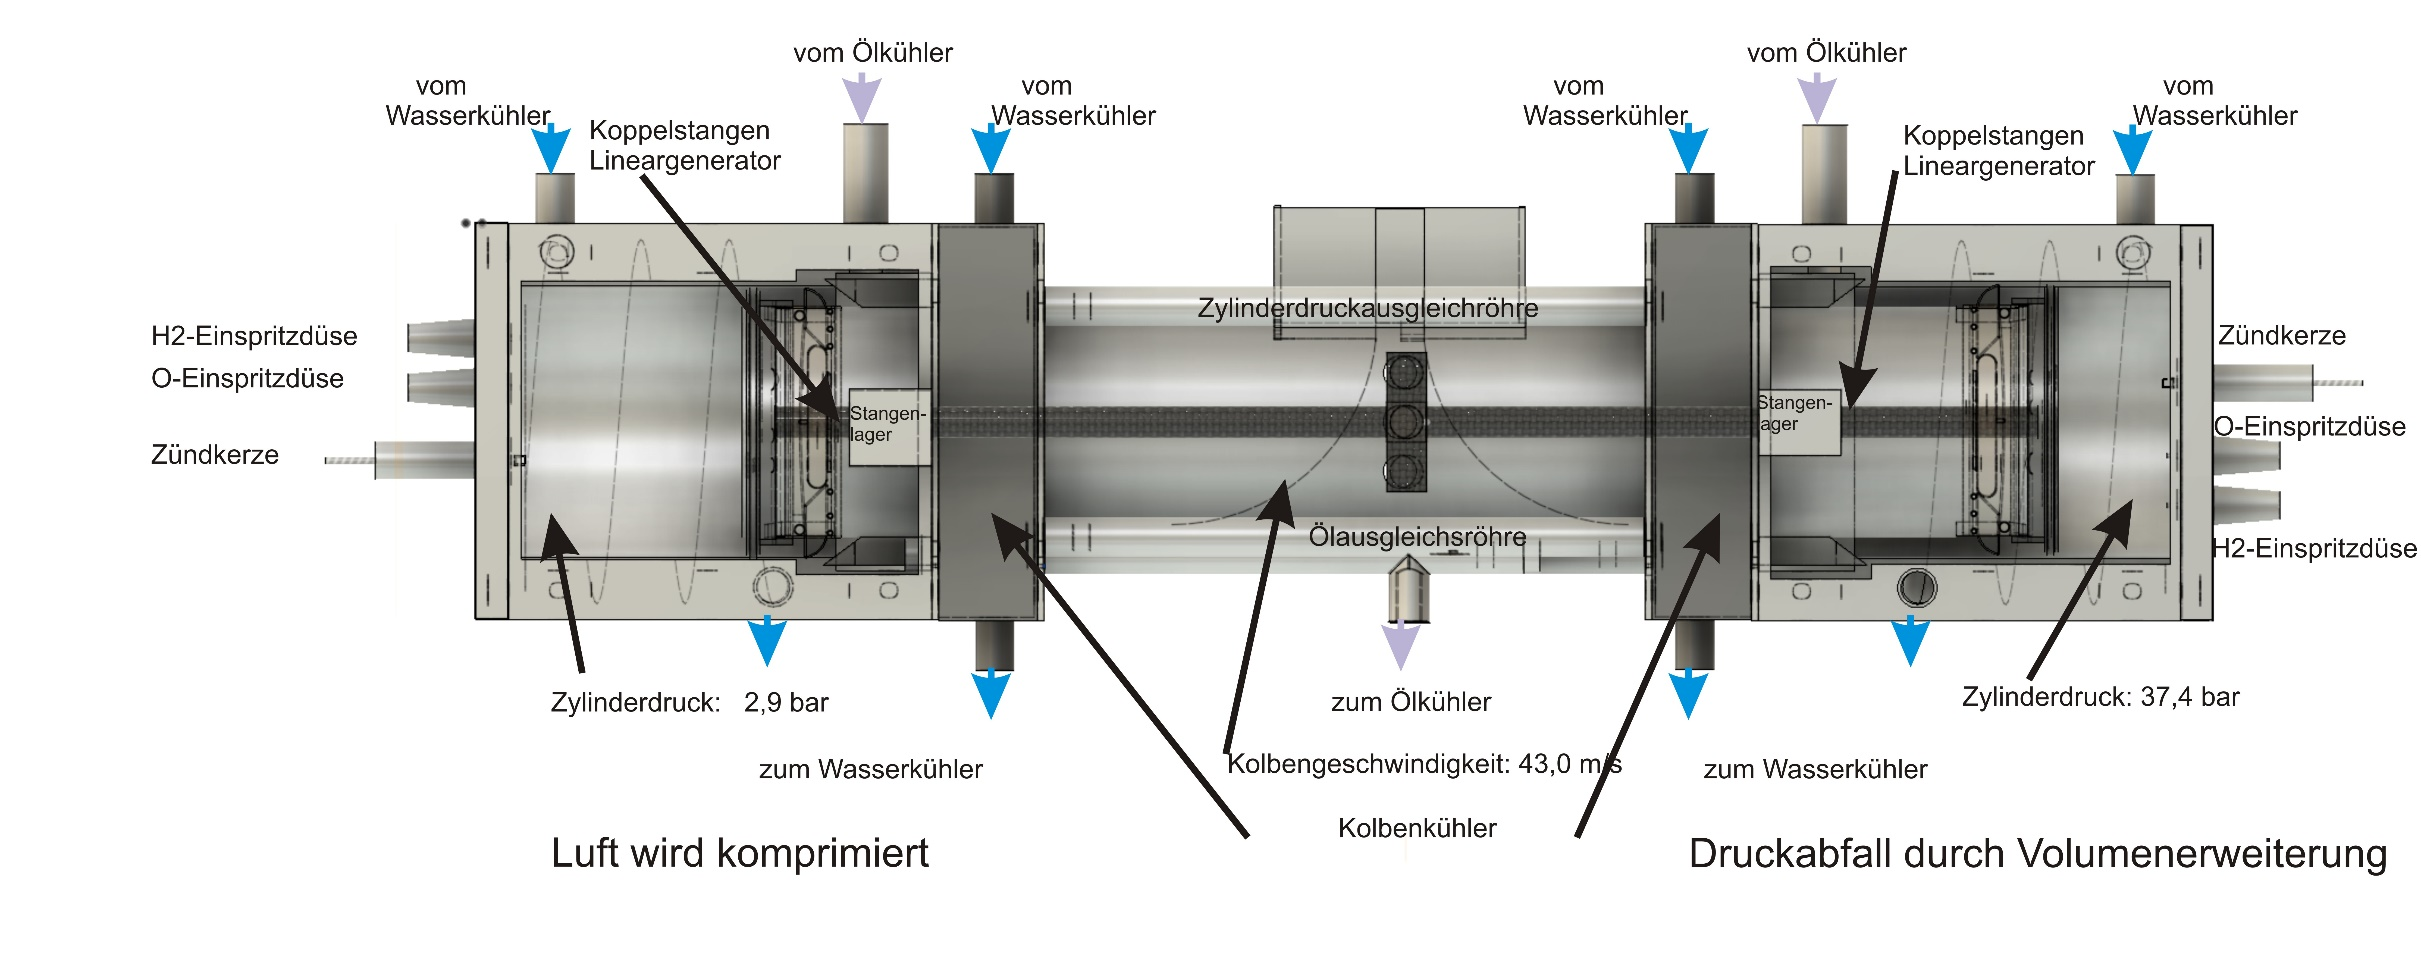 vom Ölkühler
vom Ölkühler
vom
Wasserkühler
vom
Wasserkühler
vom
Wasserkühler
vom
Wasserkühler
Koppelstangen
Lineargenerator
Koppelstangen
Lineargenerator
Zylinderdruckausgleichröhre
H2-Einspritzdüse
O-Einspritzdüse
Zündkerze
Zündkerze
O-Einspritzdüse
H2-Einspritzdüse
Stangen-
lager
Stangen-
lager
Ölausgleichsröhre
Zylinderdruck: 2,9 bar
zum Ölkühler
Zylinderdruck: 37,4 bar
zum Wasserkühler
Kolbengeschwindigkeit: 43,0 m/s
zum Wasserkühler
Kolbenkühler
Luft wird komprimiert
Druckabfall durch Volumenerweiterung